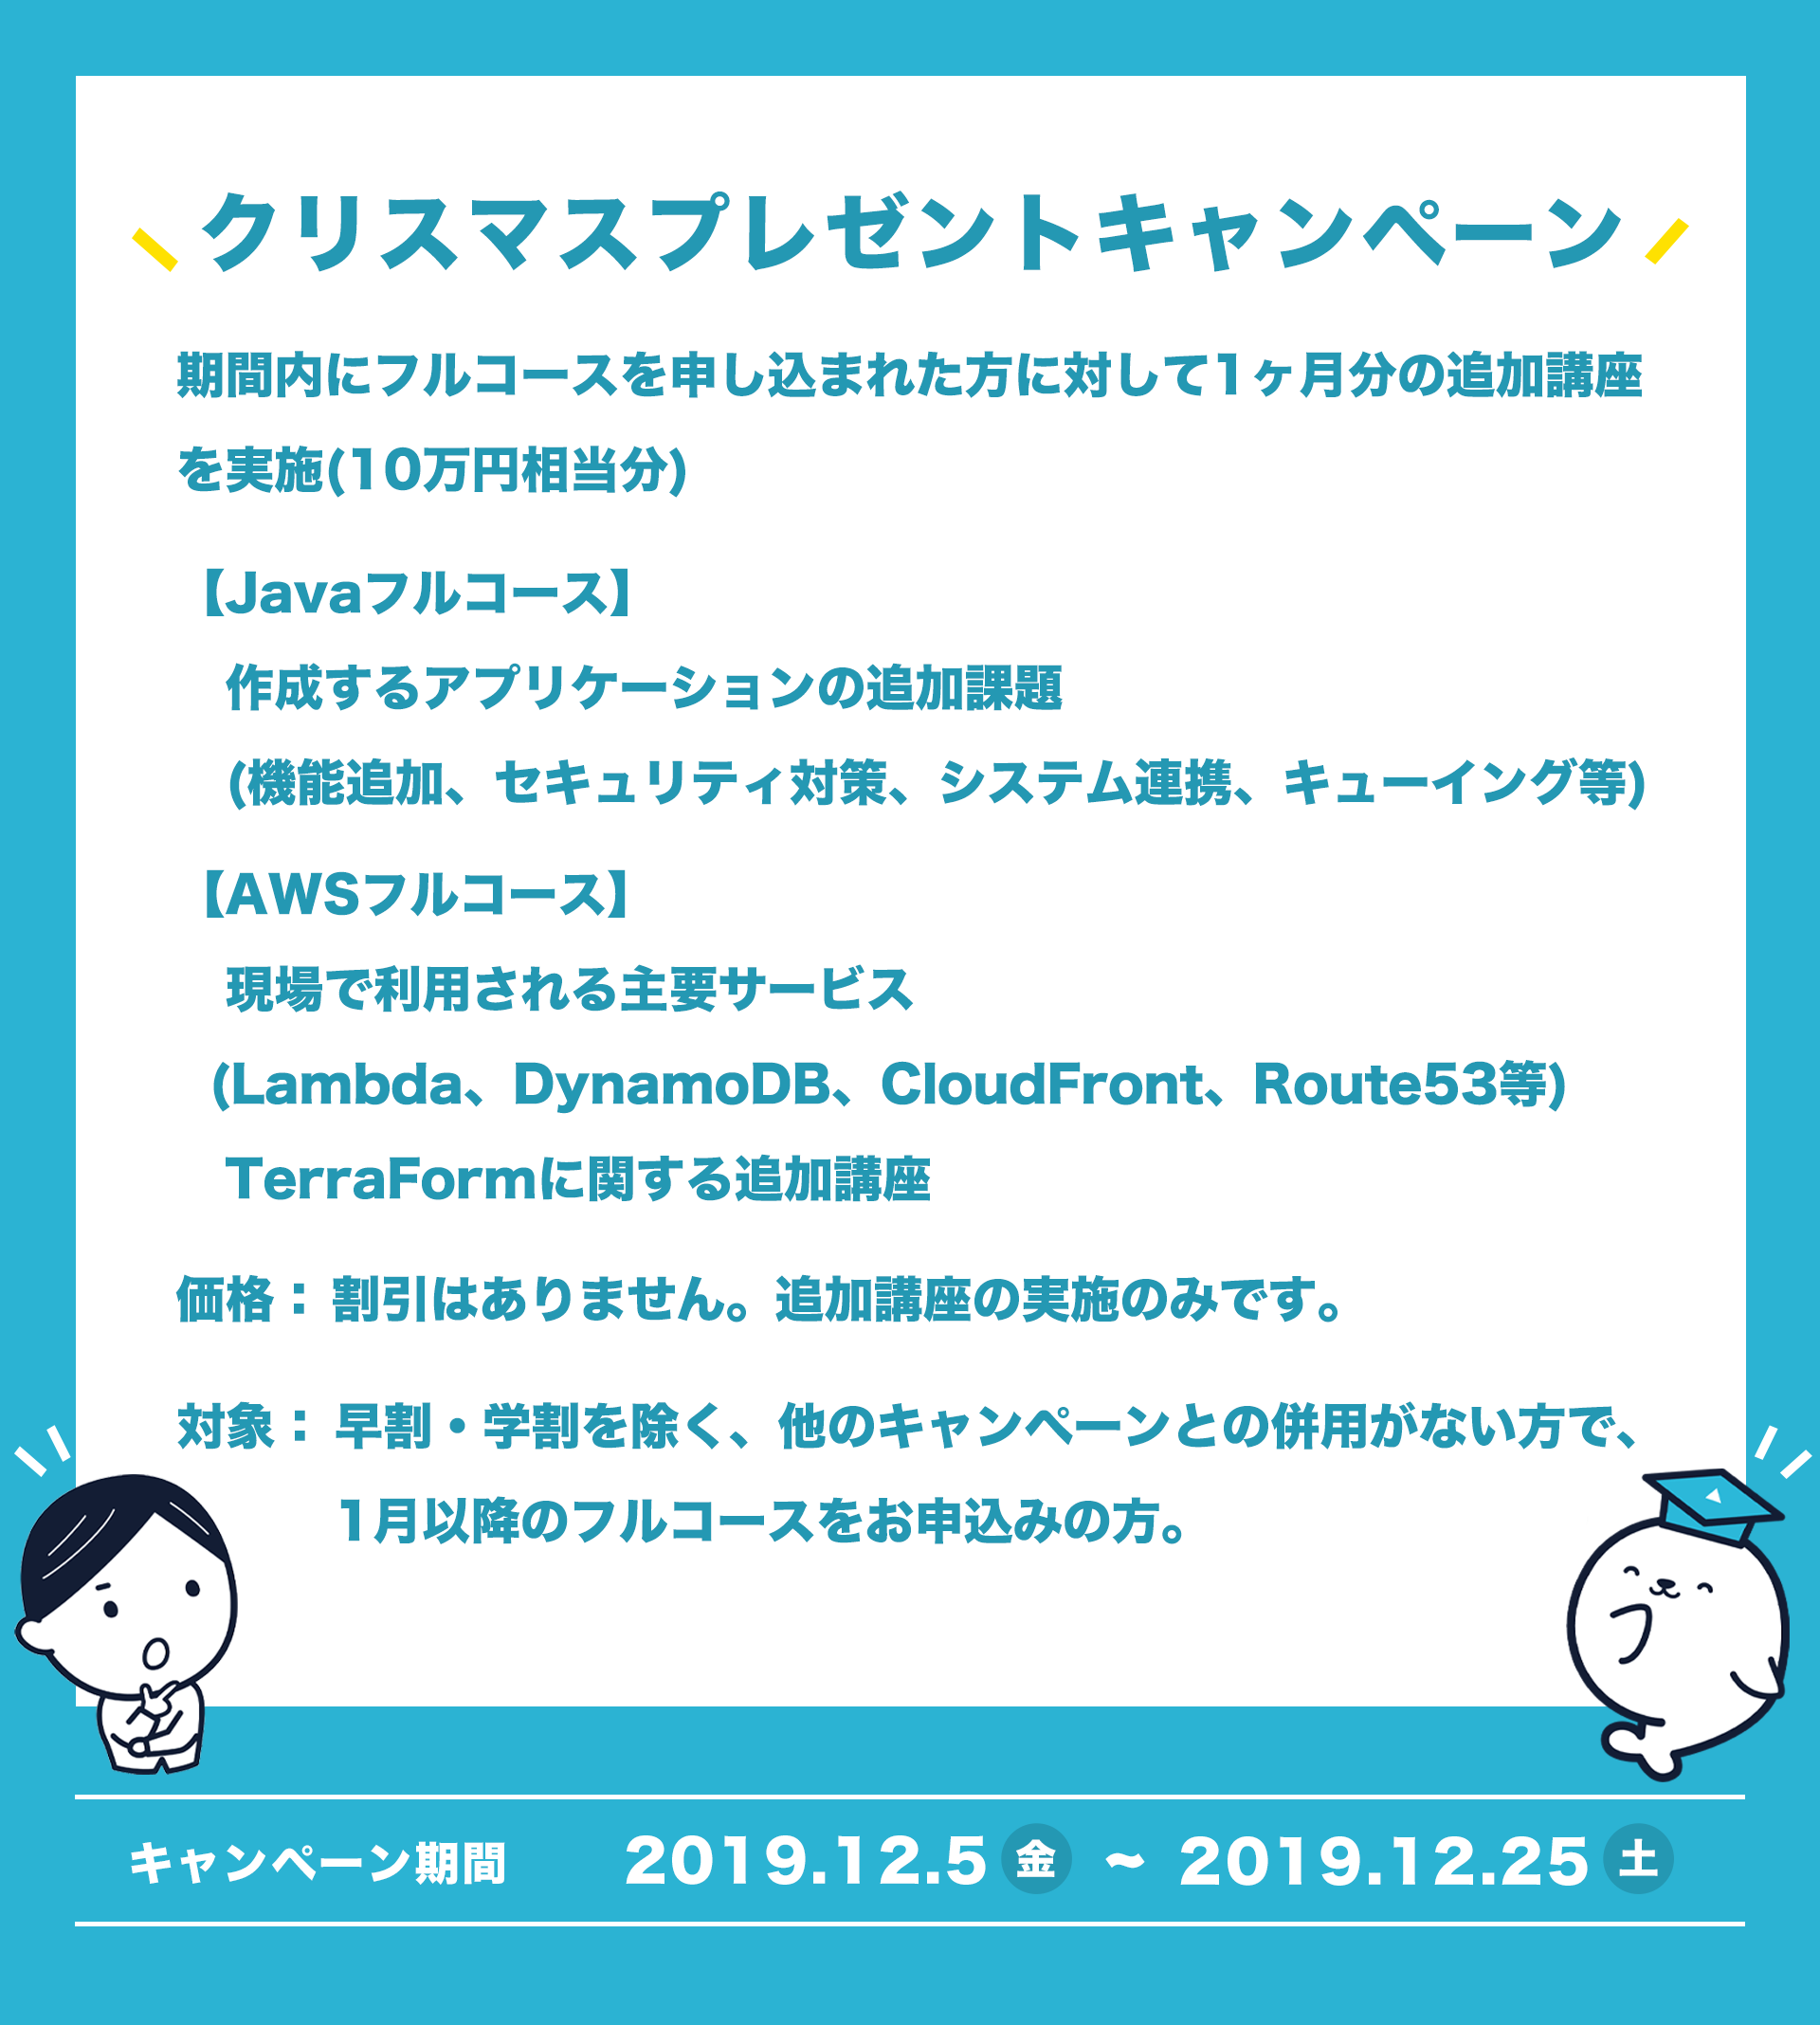 クリスマスプレゼントキャンペーン
期間内にフルコースを申し込まれた方に対して1ヶ月分の追加講座
を実施(10万円相当分)
【Javaフルコース】
作成するアプリケーションの追加課題
(機能追加、セキュリティ対策、システム連携、キューイング等)
【AWSフルコース】
現場で利用される主要サービス
(Lambda、DynamoDB、CloudFront、Route53等)
TerraFormに関する追加講座
価格：割引はありません。追加講座の実施のみです。
対象：早割・学割を除く、他のキャンペーンとの併用がない方で、
1月以降のフルコースをお申込みの方。
キャンペーン期間 2019.12.5 金 ～ 2019.12.25 土